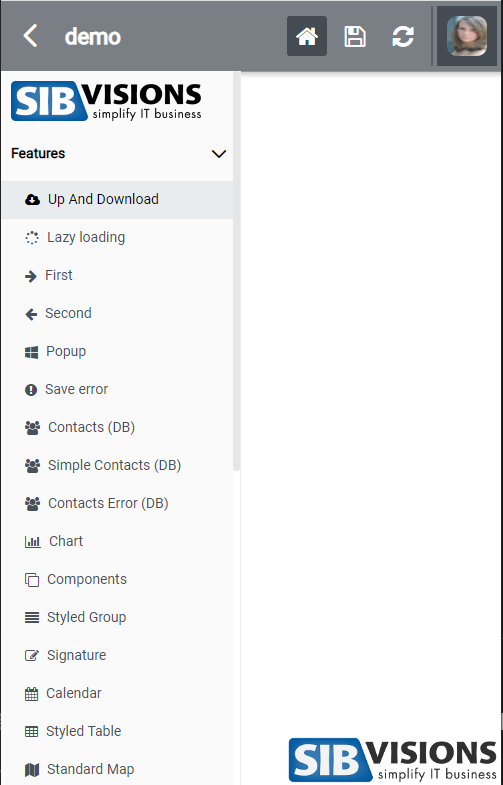 demo
SIBVISIONS
simplify IT business
Features
Up And Download
Lazy loading
First
Second
Popup
Save error
Contacts (DB)
Simple Contacts (DB)
Contacts Error (DB)
Chart
Components
Styled Group
Signature
Calendar
Styled Table
Standard Map
SIBVISIONS
simplify IT business